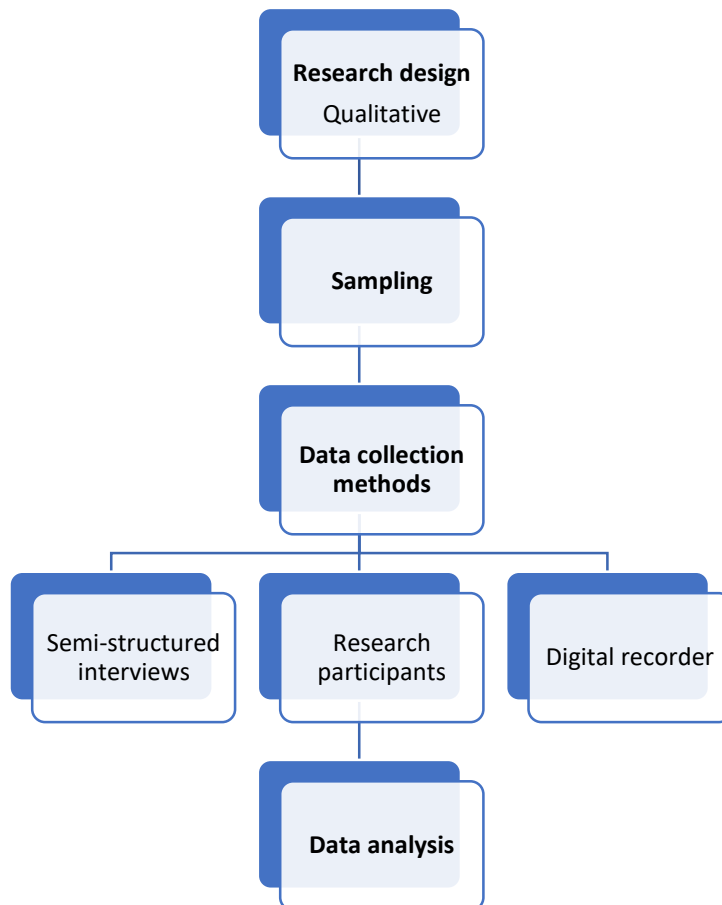 Research design
Qualitative
Sampling
Data collection
methods
Semi-structured
interviews
Research
participants
Digital recorder
Data analysis